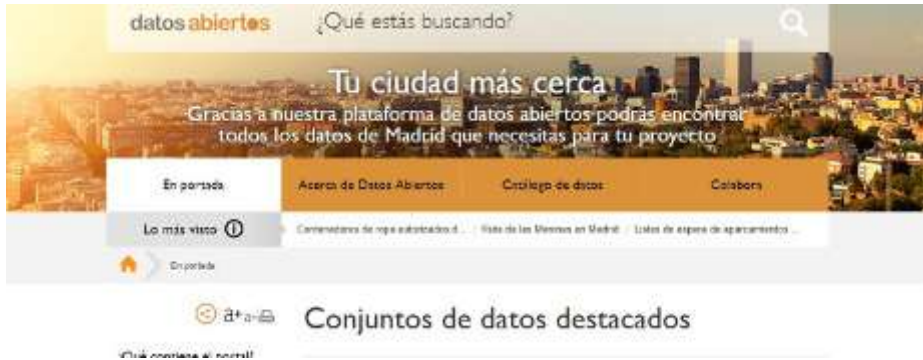 datos abiertos
¿Qué estás buscando?
Tu ciudad más cerca
Gracias a nuestra plataforma de datos abiertos podrás encontrar
todos los datos de Madrid que necesitas para tu proyecto
En portada
Acerca de Datos Abiertos
Catálogo de datos
Colabora
Lo más visto
Contenedores de ropa autorizados d...
/ de las Meninas en Madrid
/ Listas de espera de aparcamientos ...
En portada
a+ a-
Conjuntos de datos destacados
¿Qué contiene el portal?